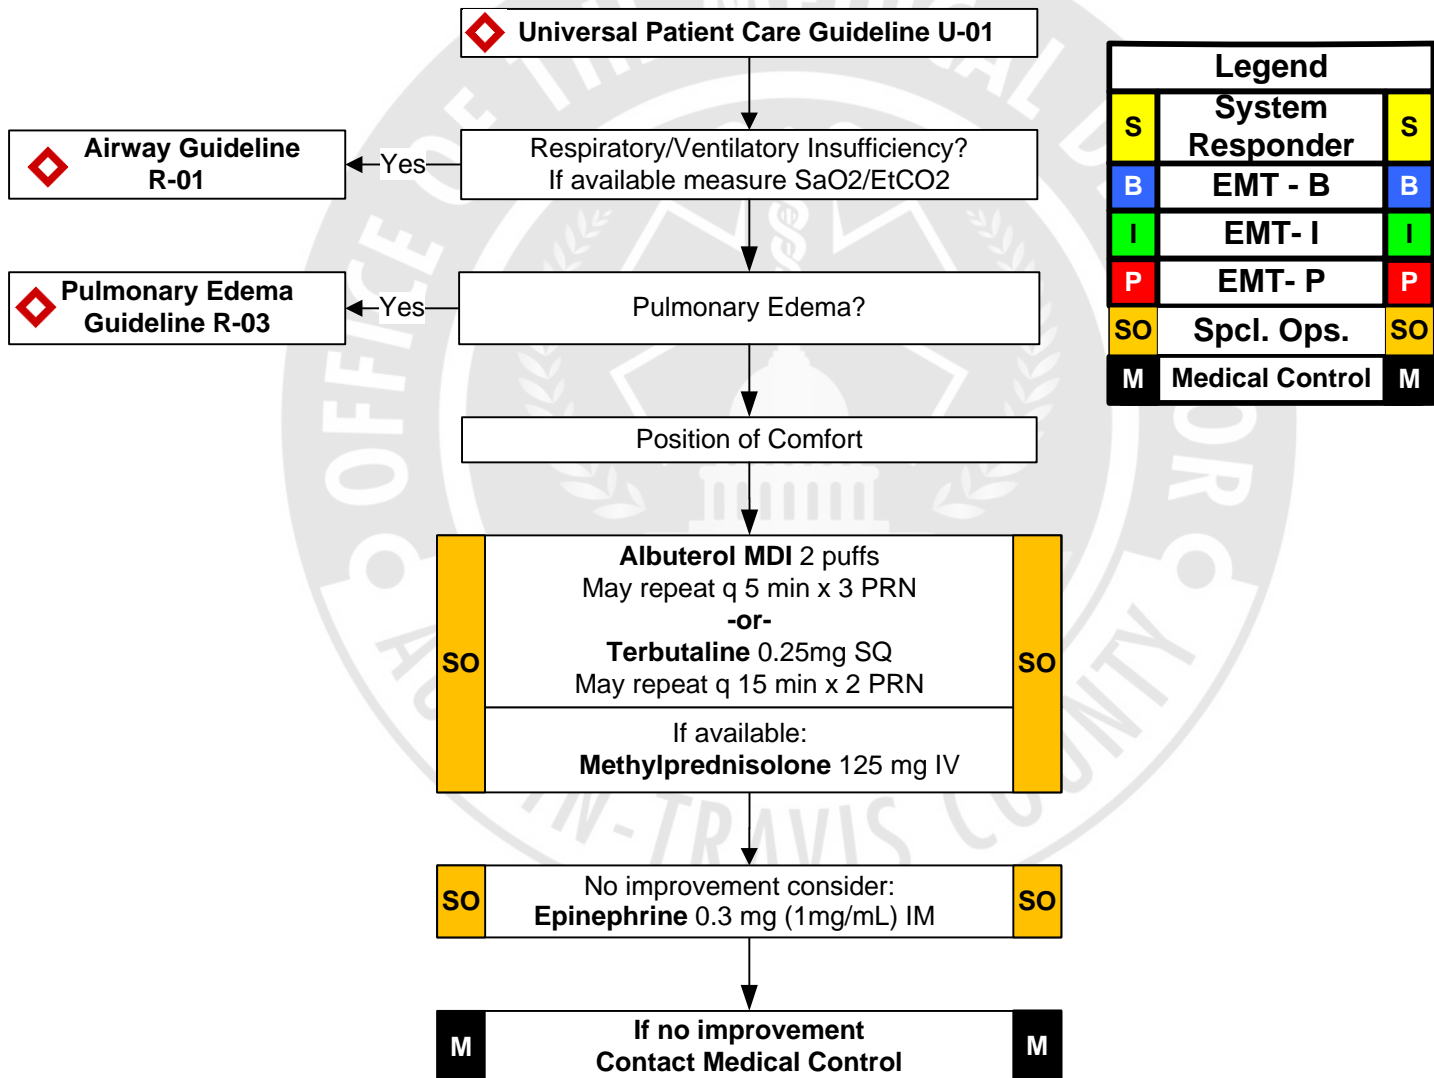 Universal Patient Care Guideline U-01
Legend
S System Responder S
B EMT - B B
I EMT- I I
P EMT- P P
SO Spcl. Ops. SO
M Medical Control M
Airway Guideline
R-01
Yes
Respiratory/Ventilatory Insufficiency?
If available measure SaO2/EtCO2
Pulmonary Edema
Guideline R-03
Yes
Pulmonary Edema?
Position of Comfort
SO
Albuterol MDI 2 puffs
May repeat q 5 min x 3 PRN
-or-
Terbutaline 0.25mg SQ
May repeat q 15 min x 2 PRN
If available:
Methylprednisolone 125 mg IV
SO
SO
No improvement consider:
Epinephrine 0.3 mg (1mg/mL) IM
SO
M
If no improvement
Contact Medical Control
M